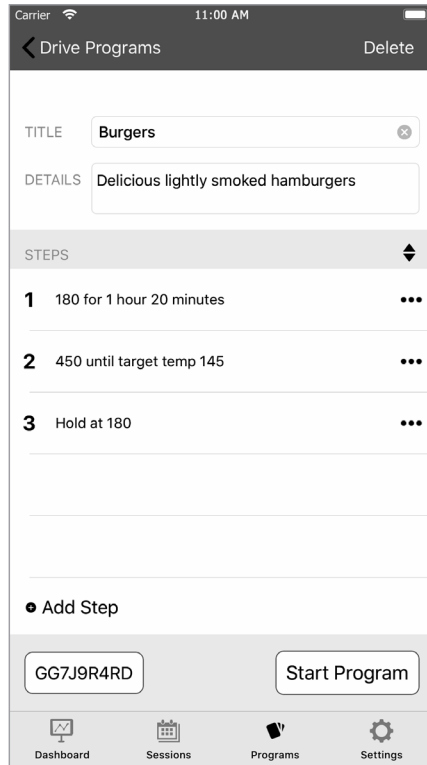 Carrier 11:00 AM
Drive Programs Delete
TITLE Burgers
DETAILS Delicious lightly smoked hamburgers
STEPS
1 180 for 1 hour 20 minutes
2 450 until target temp 145
3 Hold at 180
Add Step
GG7J9R4RD Start Program
Dashboard Sessions Programs Settings